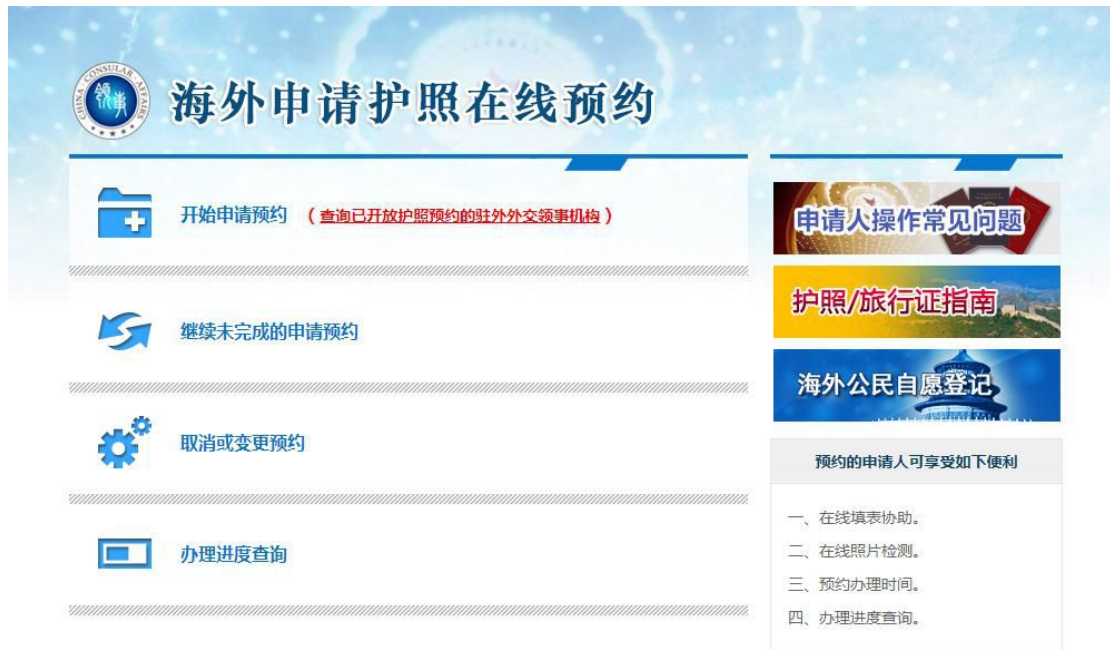 CHINA · CONSULAR · AFFAIRS
领事
海外申请护照在线预约
开始申请预约 （查询已开放护照预约的驻外外交领事机构）
继续未完成的申请预约
取消或变更预约
办理进度查询
申请人操作常见问题
护照/旅行证指南
海外公民自愿登记
预约的申请人可享受如下便利
一、在线填表协助。
二、在线照片检测。
三、预约办理时间。
四、办理进度查询。